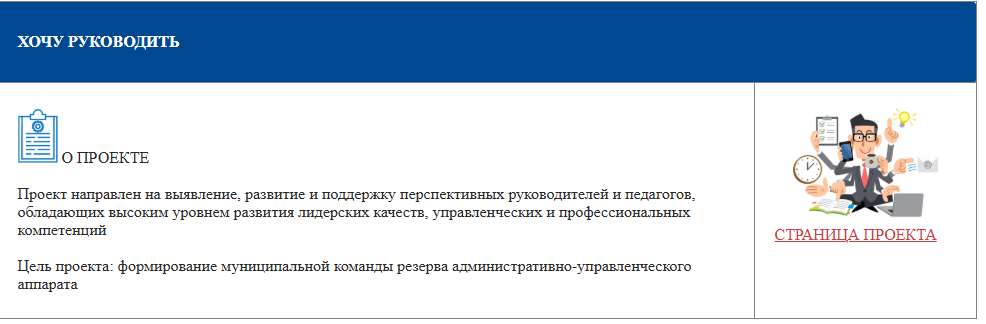 ХОЧУ РУКОВОДИТЬ
О ПРОЕКТЕ
Проект направлен на выявление, развитие и поддержку перспективных руководителей и педагогов,
обладающих высоким уровнем развития лидерских качеств, управленческих и профессиональных
компетенций
Цель проекта: формирование муниципальной команды резерва административно-управленческого
аппарата
СТРАНИЦА ПРОЕКТА